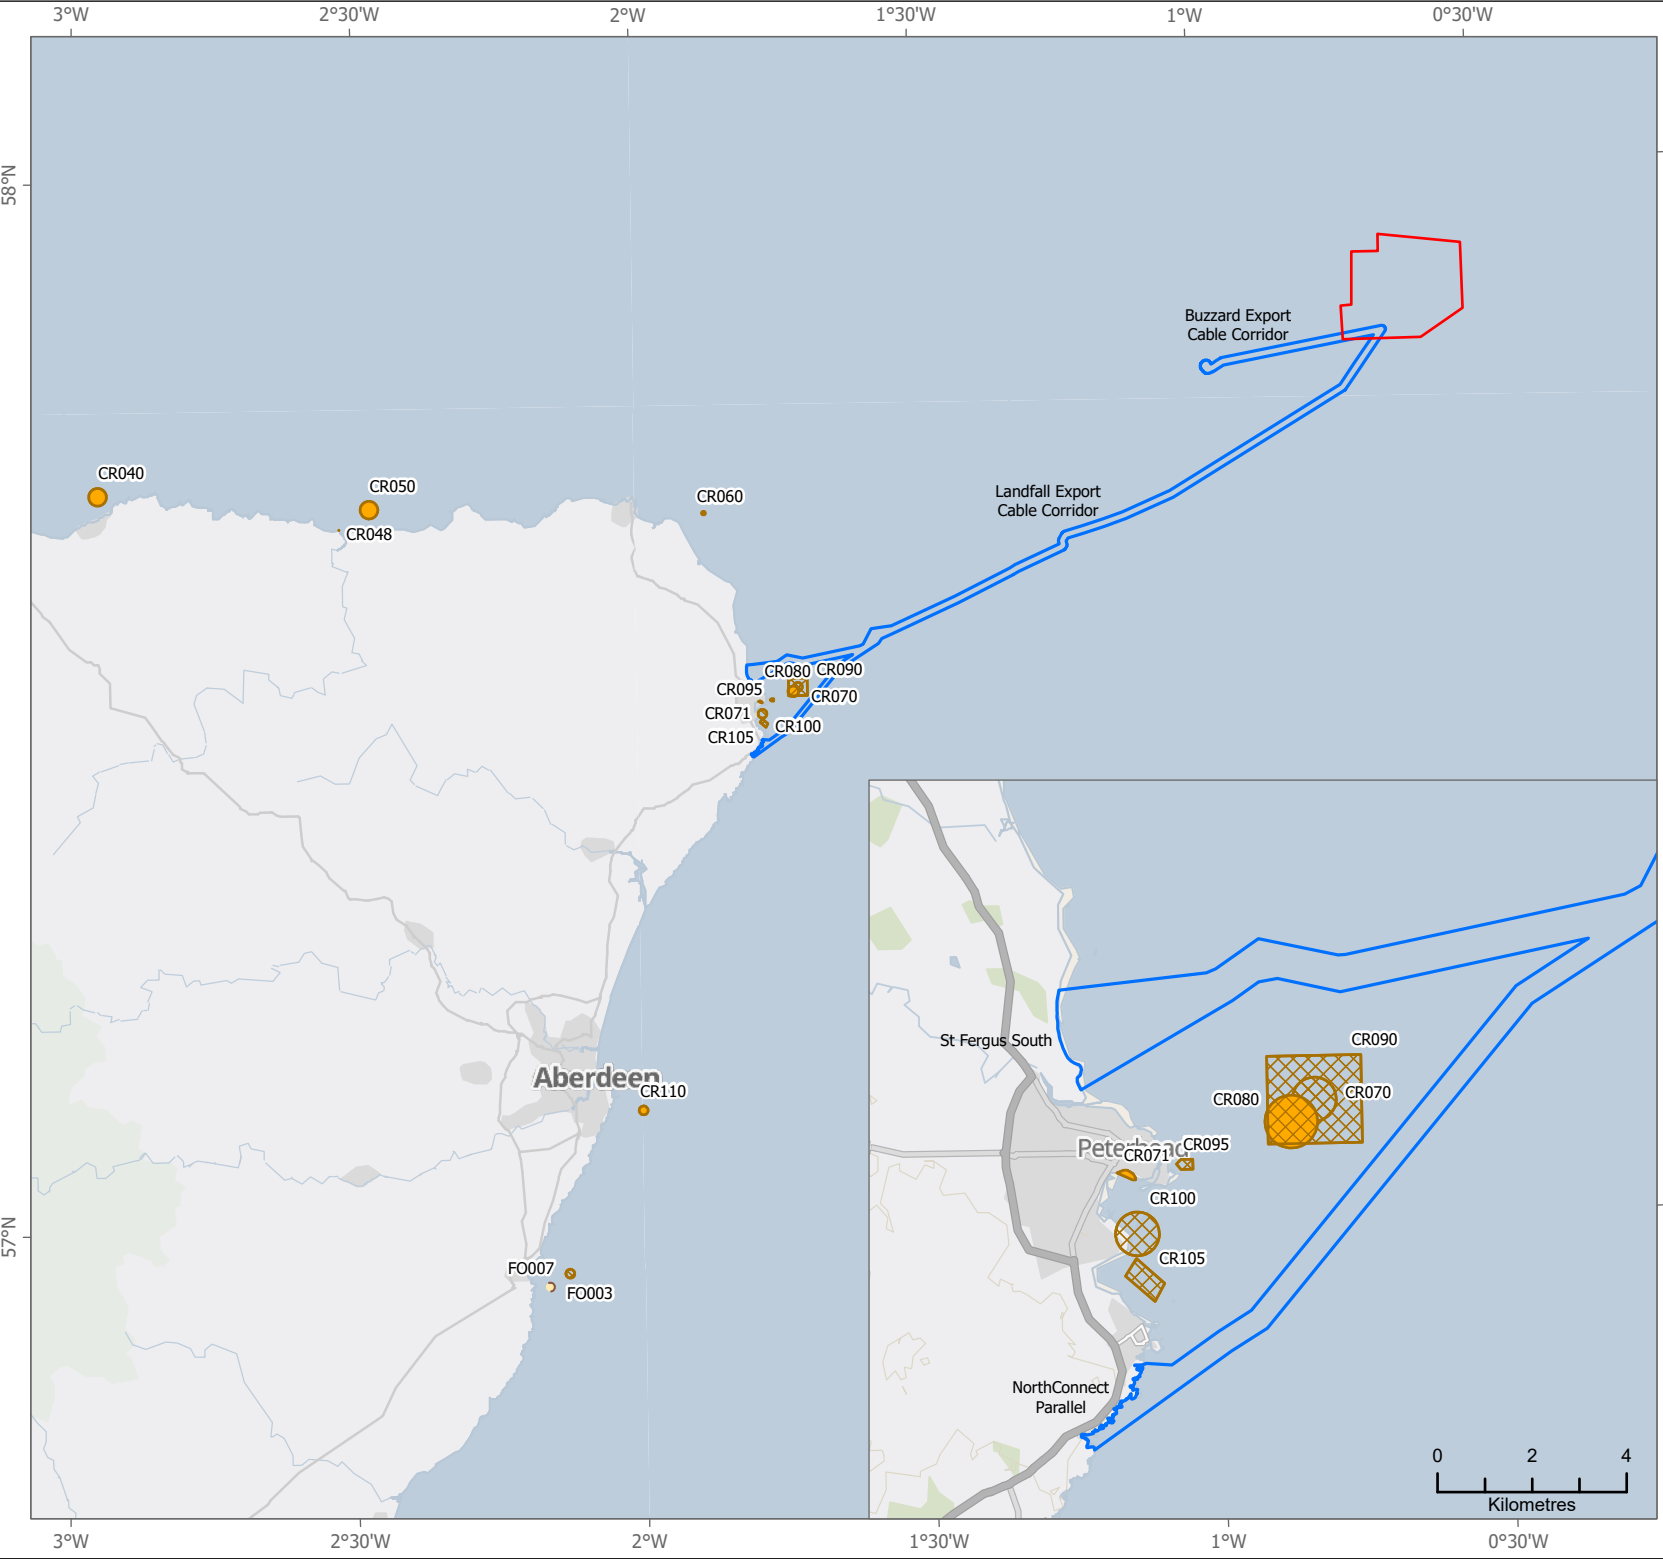 3°W
2°30'W
2°W
1°30'W
1°W
0°30'W
58°N
Buzzard Export
Cable Corridor
CR040
CR050
CR048
CR060
Landfall Export
Cable Corridor
CR080
CR090
CR095
CR070
CR071
CR100
CR105
St Fergus South
CR090
CR070
CR080
Peterhead
CR095
CR071
CR100
CR105
Aberdeen
CR110
57°N
FO007
FO003
NorthConnect
Parallel
0
2
4
Kilometres
3°W
2°30'W
2°W
1°30'W
1°W
0°30'W